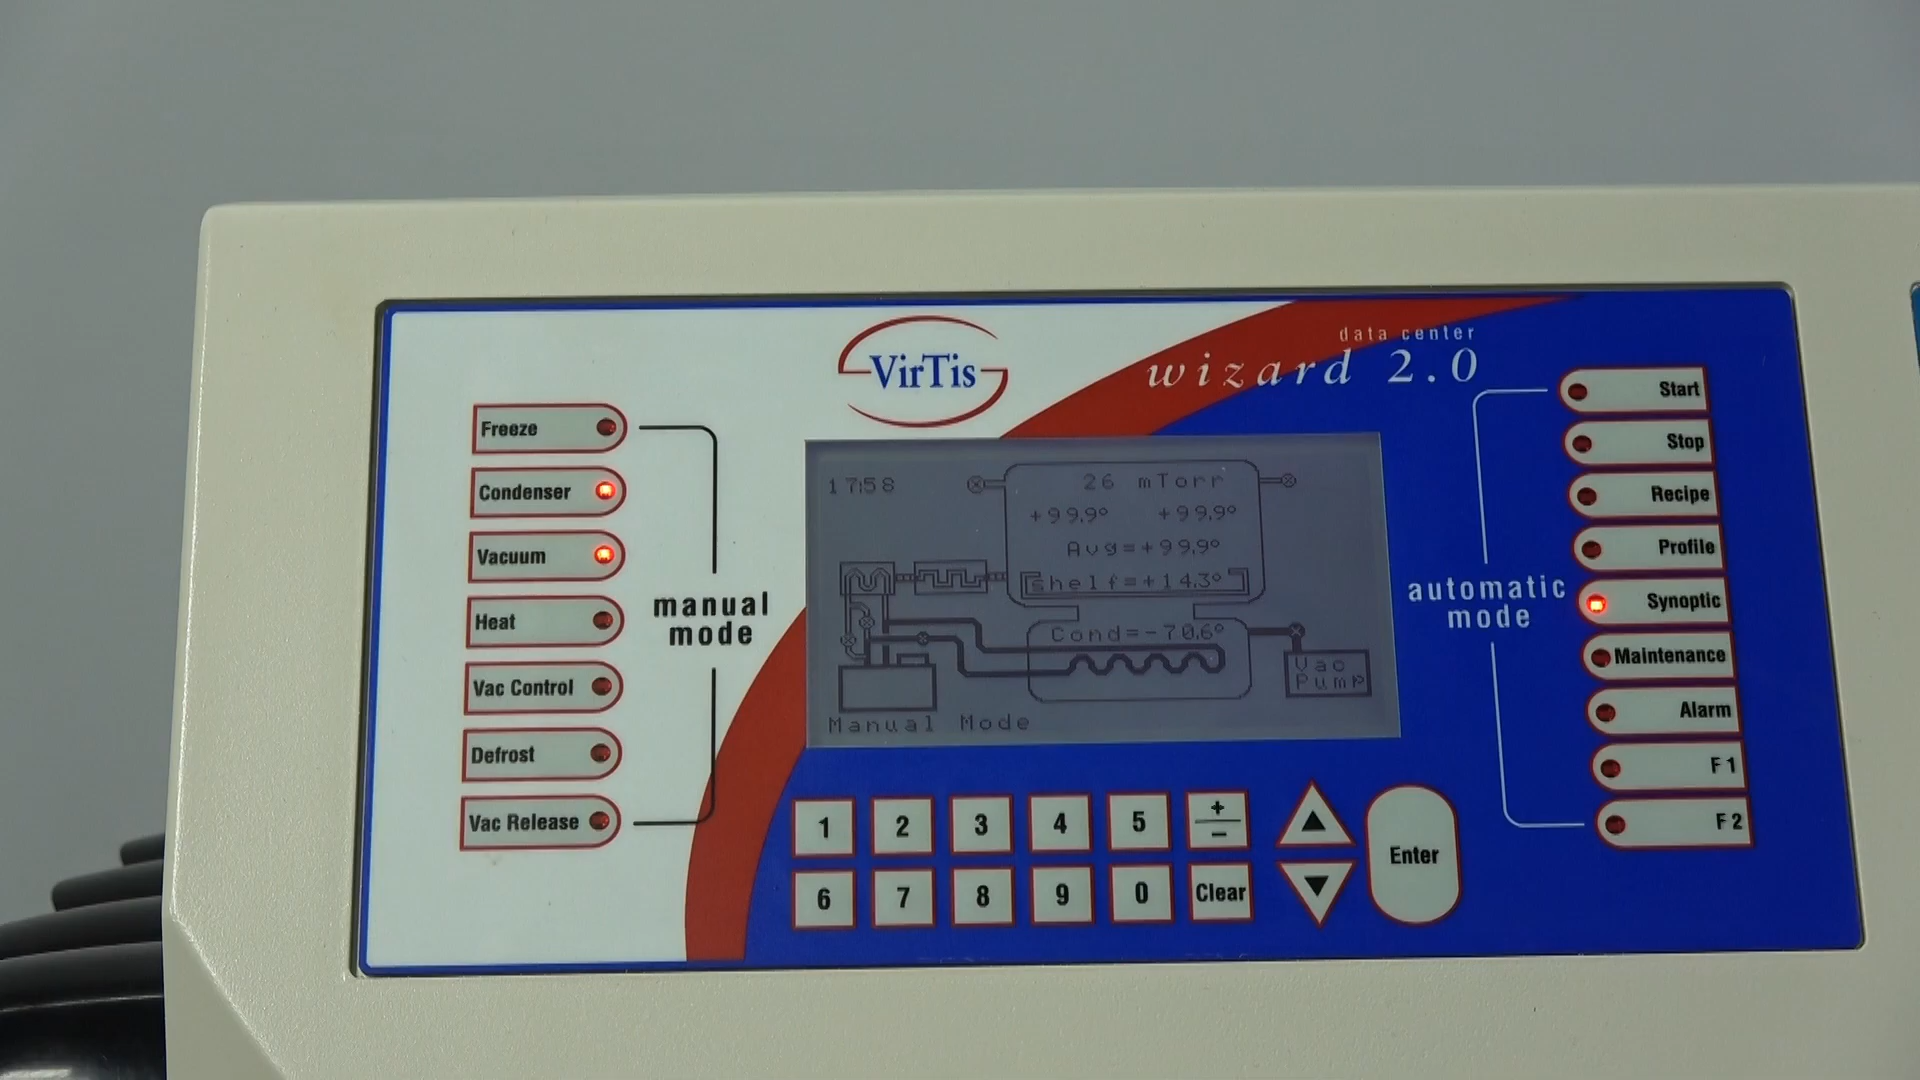 VirTis
data center
wizard 2.0
Freeze
Condenser
Vacuum
Heat
Vac Control
Defrost
Vac Release
manual
mode
17:58
26 mTorr
+99.9° +99.9°
Avg=+99.9°
shelf=+14.3°
Cond=-70.6°
Vac
Pump
Manual Mode
automatic
mode
Start
Stop
Recipe
Profile
Synoptic
Maintenance
Alarm
F1
F2
1 2 3 4 5 + −
6 7 8 9 0 Clear
Enter